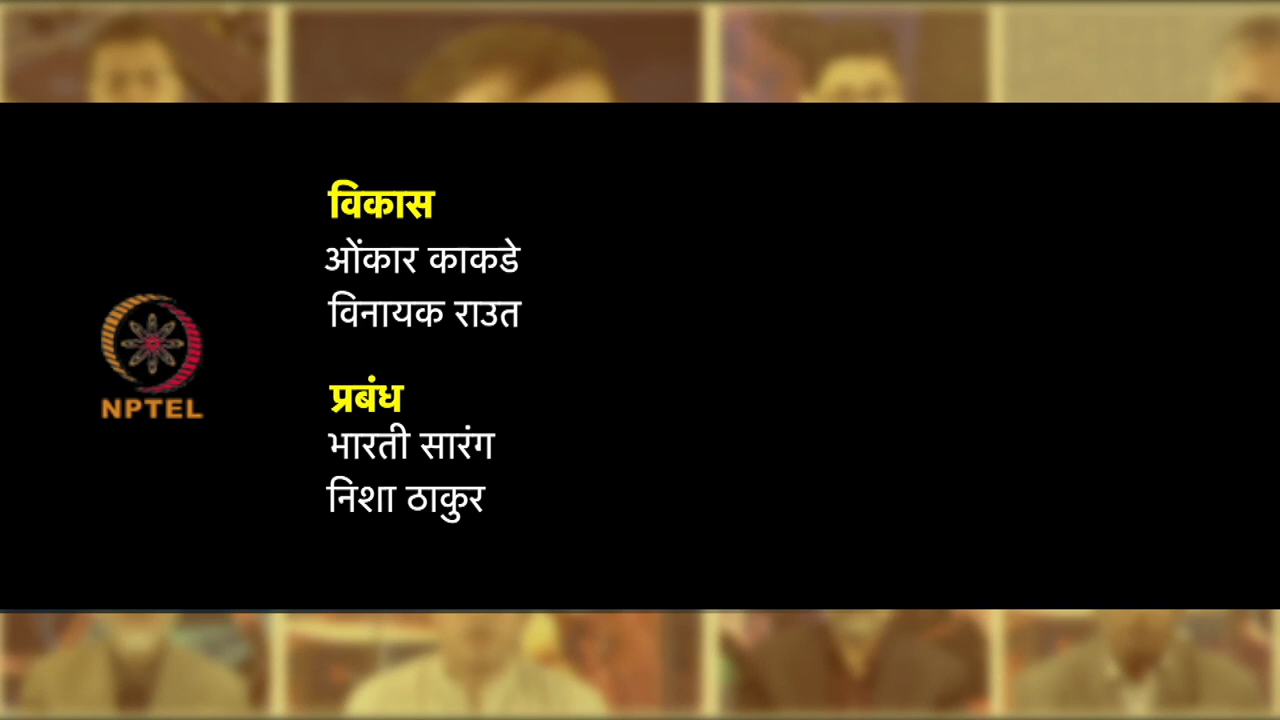 विकास
ओंकार काकडे
विनायक राउत
NPTEL
प्रबंध
भारती सारंग
निशा ठाकुर